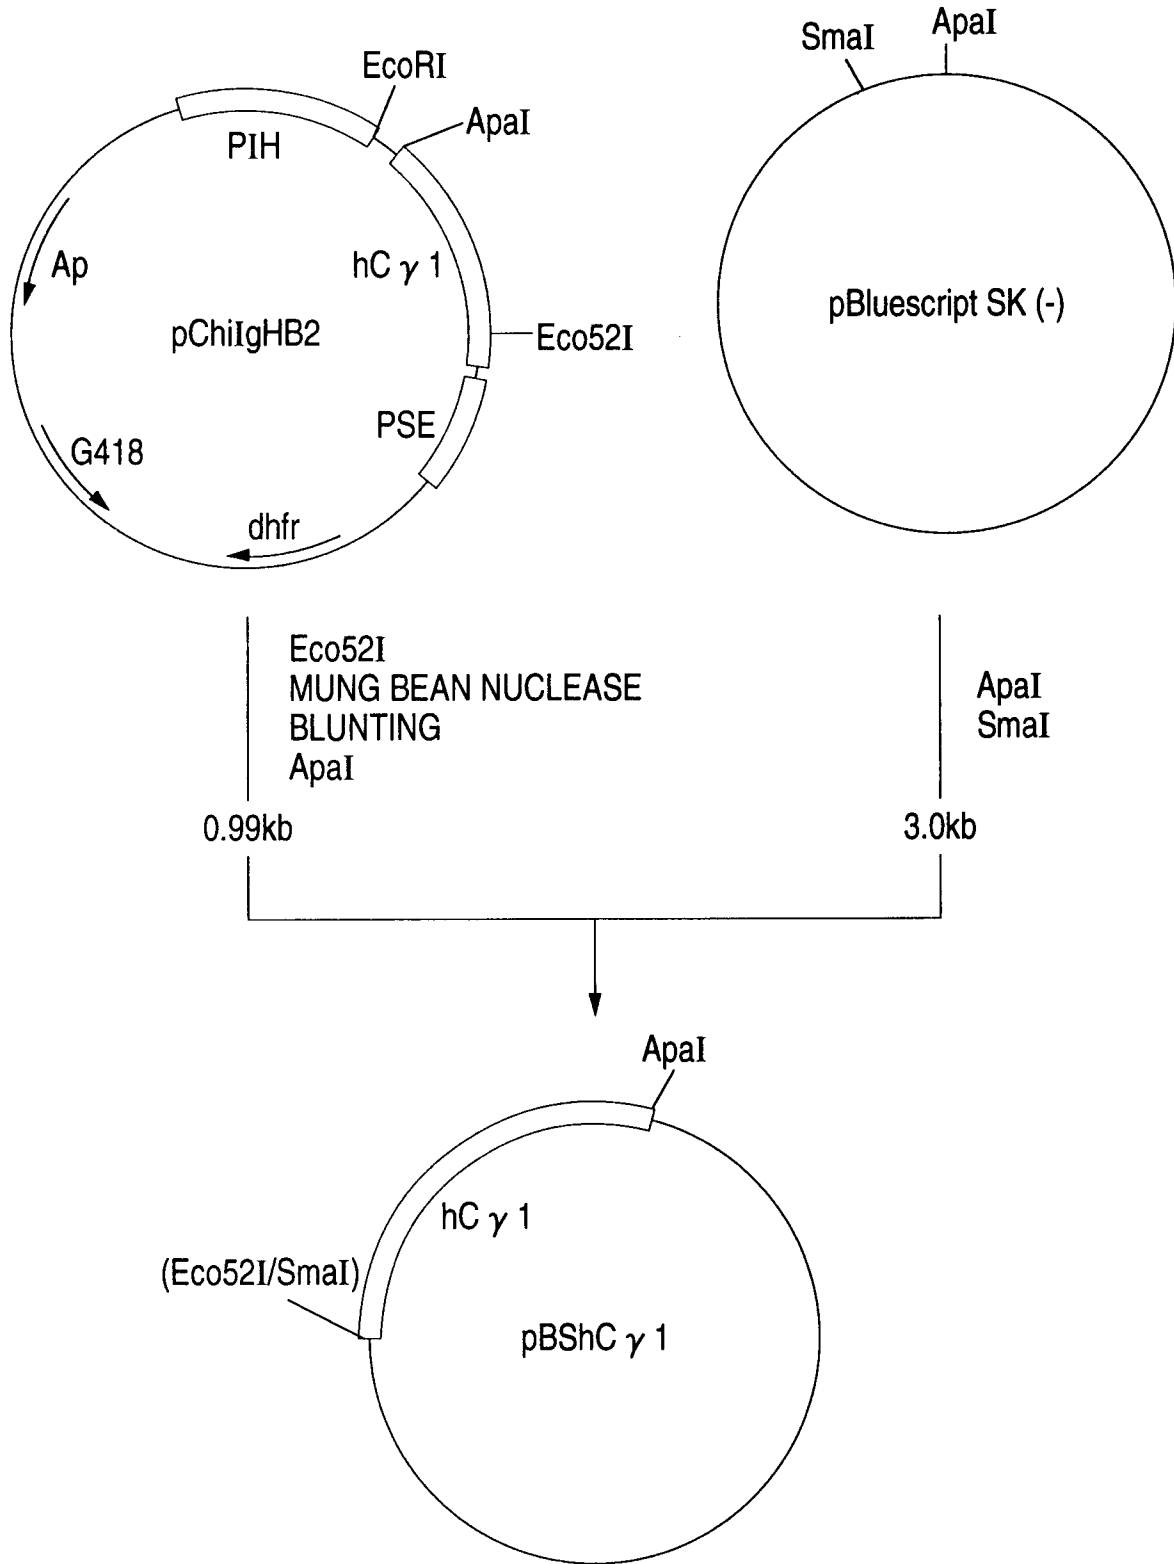 EcoRI
ApaI
PIH
Ap
hC γ 1
pChiIgHB2
Eco52I
PSE
G418
dhfr
SmaI
ApaI
pBluescript SK (-)
Eco52I
MUNG BEAN NUCLEASE
BLUNTING
ApaI
0.99kb
ApaI
SmaI
3.0kb
ApaI
hC γ 1
(Eco52I/SmaI)
pBShC γ 1